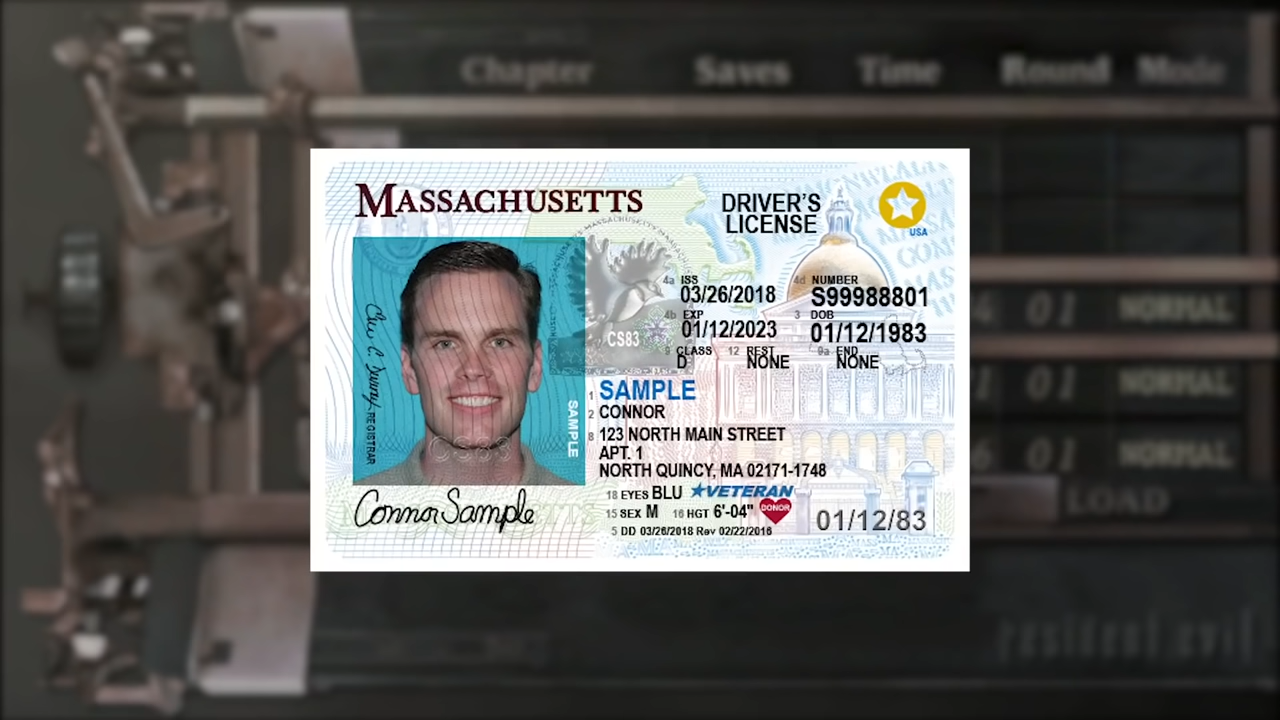 Chapter Saves Time Round Mode
MASSACHUSETTS
DRIVER'S
LICENSE
USA
4a ISS
03/26/2018
4d NUMBER
S99988801
4b EXP
01/12/2023
3 DOB
01/12/1983
CS83
9 CLASS
D
12 REST
NONE
9a END
NONE
REGISTRAR
SAMPLE
1 SAMPLE
2 CONNOR
8 123 NORTH MAIN STREET
APT. 1
NORTH QUINCY, MA 02171-1748
18 EYES BLU VETERAN
15 SEX M 16 HGT 6'-04" DONOR
5 DD 03/26/2018 Rev 02/22/2016
01/12/83
Connor Sample
01 NORMAL
NORMAL
01 NORMAL
LOAD
resident evil